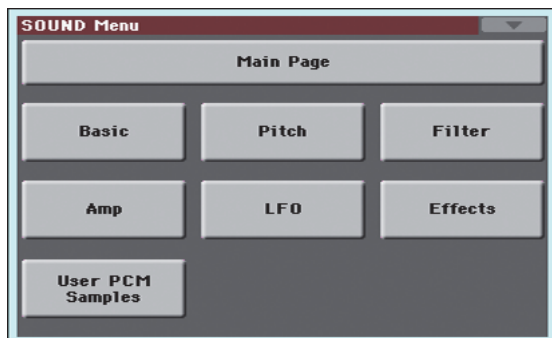 SOUND Menu
Main Page
Basic
Pitch
Filter
Amp
LFO
Effects
User PCM
Samples